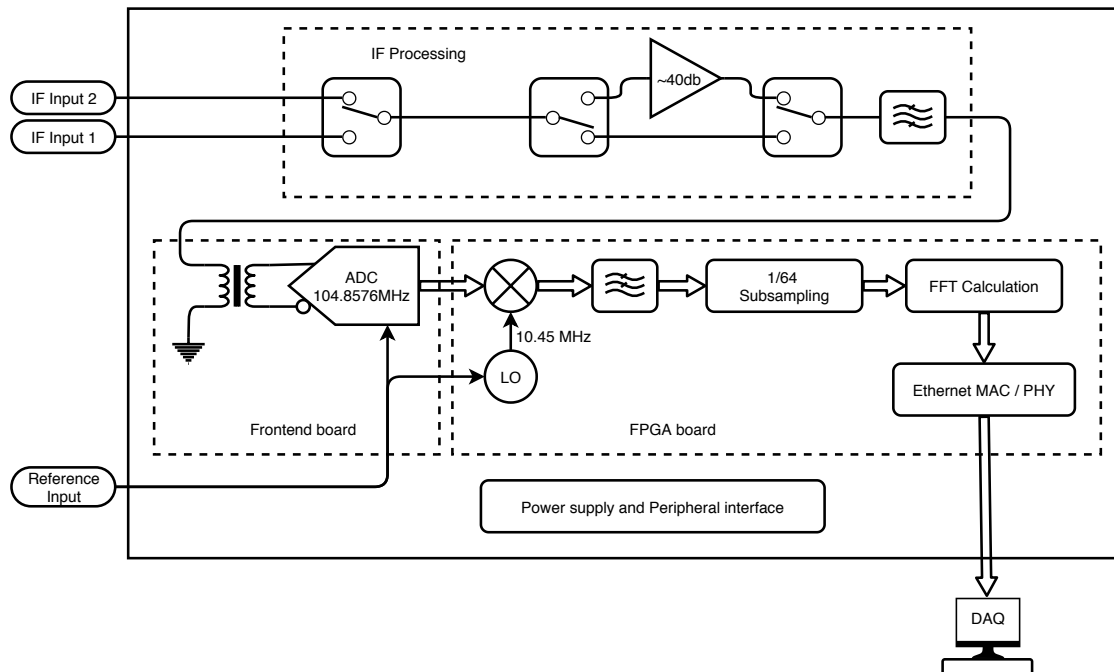 IF Processing
~40db
IF Input 2
IF Input 1
ADC
104.8576MHz
1/64
Subsampling
FFT Calculation
10.45 MHz
LO
Ethernet MAC / PHY
Frontend board
FPGA board
Reference
Input
Power supply and Peripheral interface
DAQ